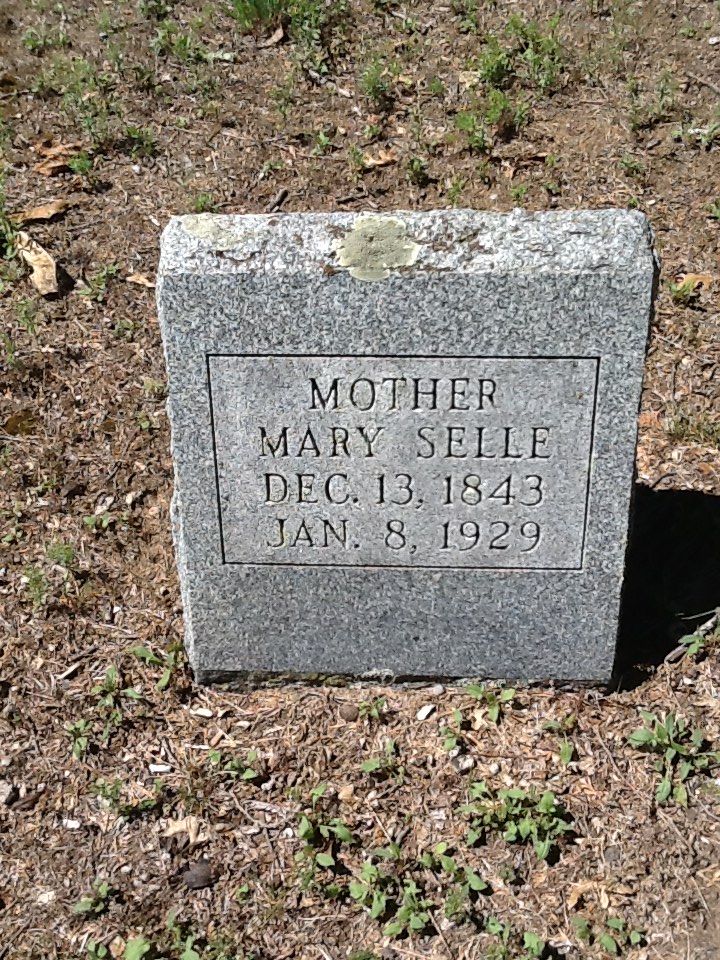 MOTHER
MARY SELLE
DEC. 13, 1843
JAN. 8, 1929